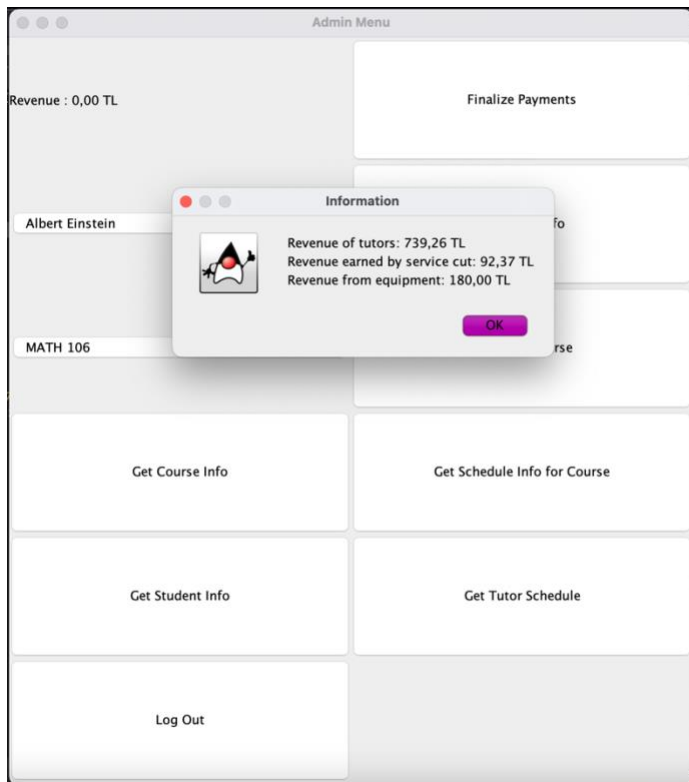 Admin Menu
Revenue : 0,00 TL
Finalize Payments
Information
Albert Einstein
fo
Revenue of tutors: 739,26 TL
Revenue earned by service cut: 92,37 TL
Revenue from equipment: 180,00 TL
OK
MATH 106
rse
Get Course Info
Get Schedule Info for Course
Get Student Info
Get Tutor Schedule
Log Out